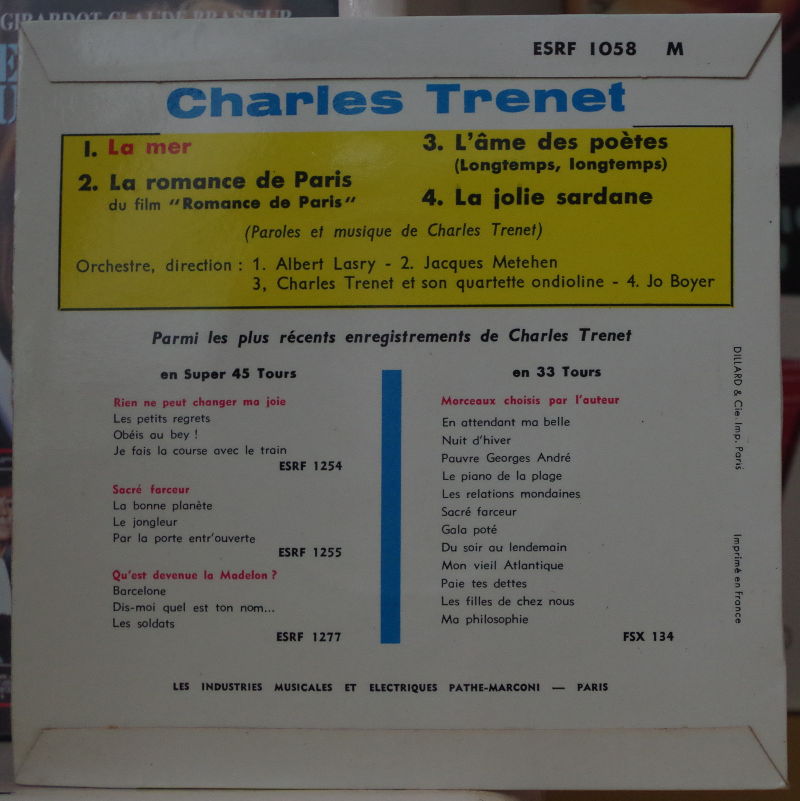 GIRARDOT CLAUDE BRASSEUR
ESRF 1058 M
Charles Trenet
1. La mer
2. La romance de Paris
du film "Romance de Paris"
3. L'âme des poètes
(Longtemps, longtemps)
4. La jolie sardane
(Paroles et musique de Charles Trenet)
Orchestre, direction : 1. Albert Lasry - 2. Jacques Metehen
3, Charles Trenet et son quartette ondioline - 4. Jo Boyer
Parmi les plus récents enregistrements de Charles Trenet
en Super 45 Tours
Rien ne peut changer ma joie
Les petits regrets
Obéis au bey !
Je fais la course avec le train
ESRF 1254
Sacré farceur
La bonne planète
Le jongleur
Par la porte entr'ouverte
ESRF 1255
Qu'est devenue la Madelon ?
Barcelone
Dis-moi quel est ton nom...
Les soldats
ESRF 1277
en 33 Tours
Morceaux choisis par l'auteur
En attendant ma belle
Nuit d'hiver
Pauvre Georges André
Le piano de la plage
Les relations mondaines
Sacré farceur
Gala poté
Du soir au lendemain
Mon vieil Atlantique
Paie tes dettes
Les filles de chez nous
Ma philosophie
FSX 134
DILLARD & Cie. Imp. Paris
Imprimé en France
LES INDUSTRIES MUSICALES ET ELECTRIQUES PATHE-MARCONI — PARIS